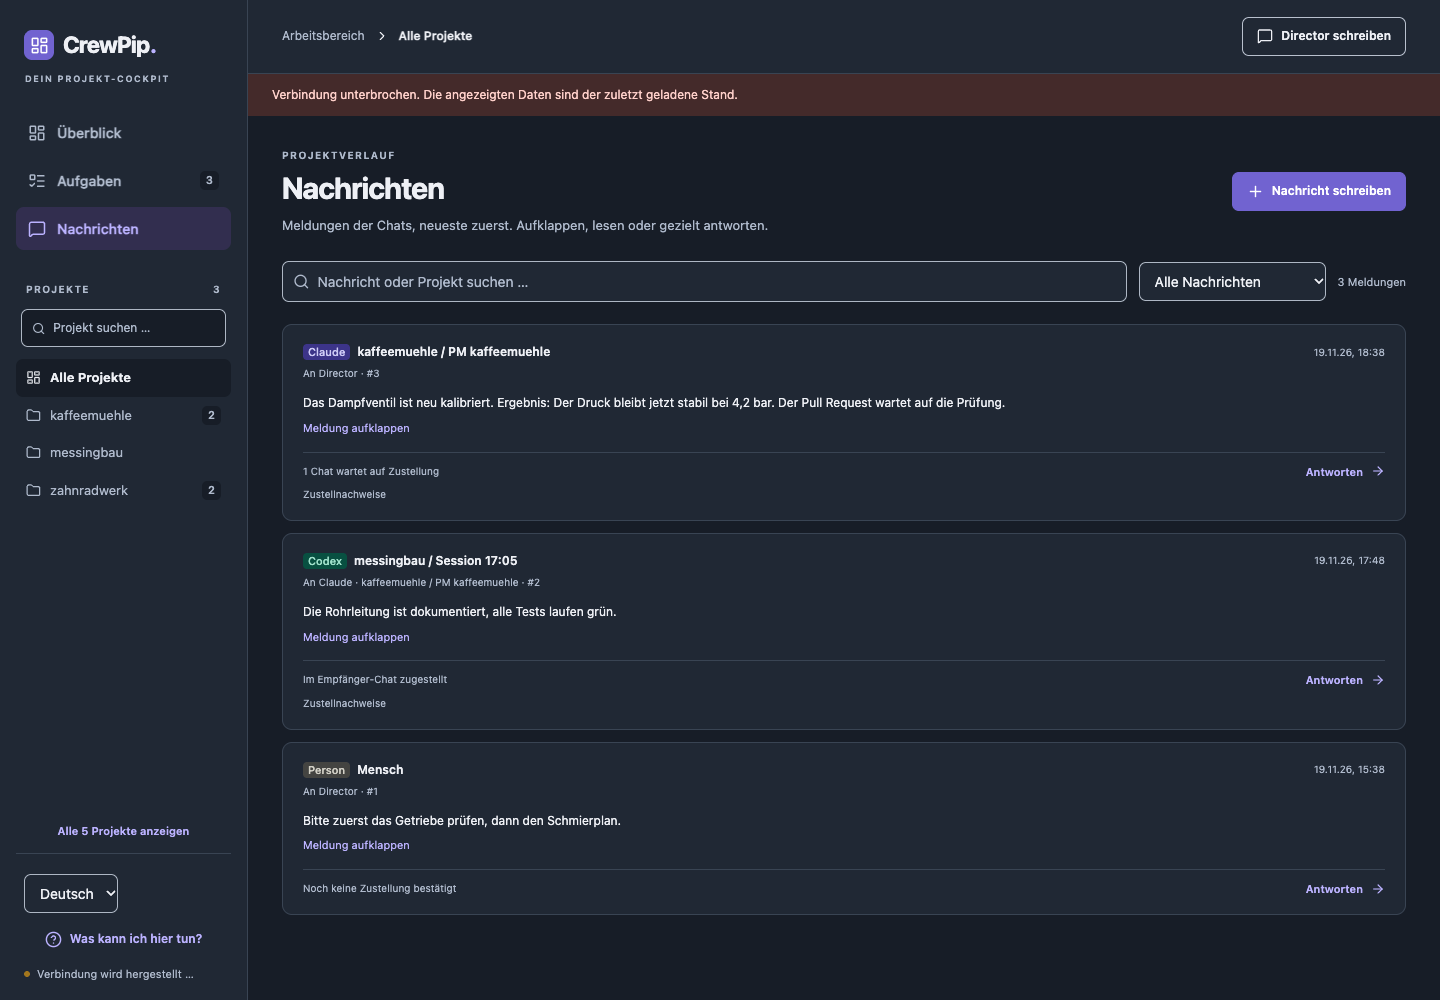 CrewPip.
DEIN PROJEKT-COCKPIT
Überblick
Aufgaben 3
Nachrichten
PROJEKTE 3
Projekt suchen ...
Alle Projekte
kaffeemuehle 2
messingbau
zahnradwerk 2
Alle 5 Projekte anzeigen
Deutsch
Was kann ich hier tun?
Verbindung wird hergestellt ...
Arbeitsbereich Alle Projekte
Director schreiben
Verbindung unterbrochen. Die angezeigten Daten sind der zuletzt geladene Stand.
PROJEKTVERLAUF
Nachrichten
Meldungen der Chats, neueste zuerst. Aufklappen, lesen oder gezielt antworten.
Nachricht schreiben
Nachricht oder Projekt suchen ...
Alle Nachrichten
3 Meldungen
Claude kaffeemuehle / PM kaffeemuehle 19.11.26, 18:38
An Director · #3
Das Dampfventil ist neu kalibriert. Ergebnis: Der Druck bleibt jetzt stabil bei 4,2 bar. Der Pull Request wartet auf die Prüfung.
Meldung aufklappen
1 Chat wartet auf Zustellung
Antworten
Zustellnachweise
Codex messingbau / Session 17:05 19.11.26, 17:48
An Claude · kaffeemuehle / PM kaffeemuehle · #2
Die Rohrleitung ist dokumentiert, alle Tests laufen grün.
Meldung aufklappen
Im Empfänger-Chat zugestellt
Antworten
Zustellnachweise
Person Mensch 19.11.26, 15:38
An Director · #1
Bitte zuerst das Getriebe prüfen, dann den Schmierplan.
Meldung aufklappen
Noch keine Zustellung bestätigt
Antworten